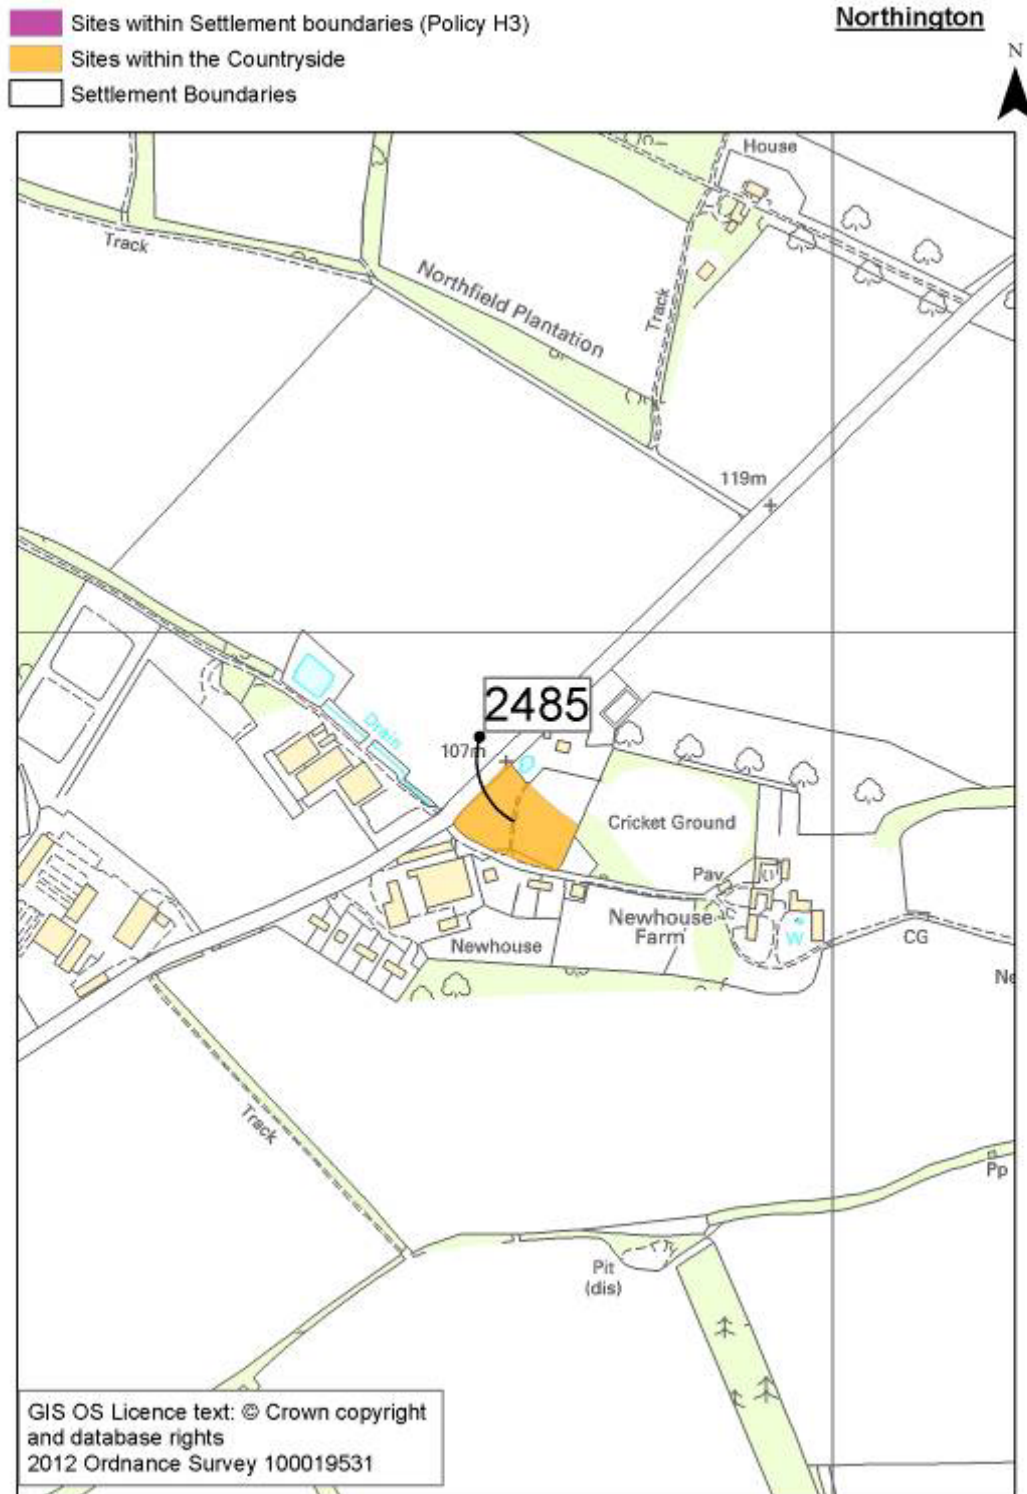 Sites within Settlement boundaries (Policy H3)
Northington
Sites within the Countryside
Settlement Boundaries
N
House
Track
Northfield Plantation
Track
119m
2485
Drain
107m
Cricket Ground
Pav
Newhouse
Farm
W
CG
Newhouse
Ne
Track
Pp
Pit
(dis)
GIS OS Licence text: © Crown copyright
and database rights
2012 Ordnance Survey 100019531